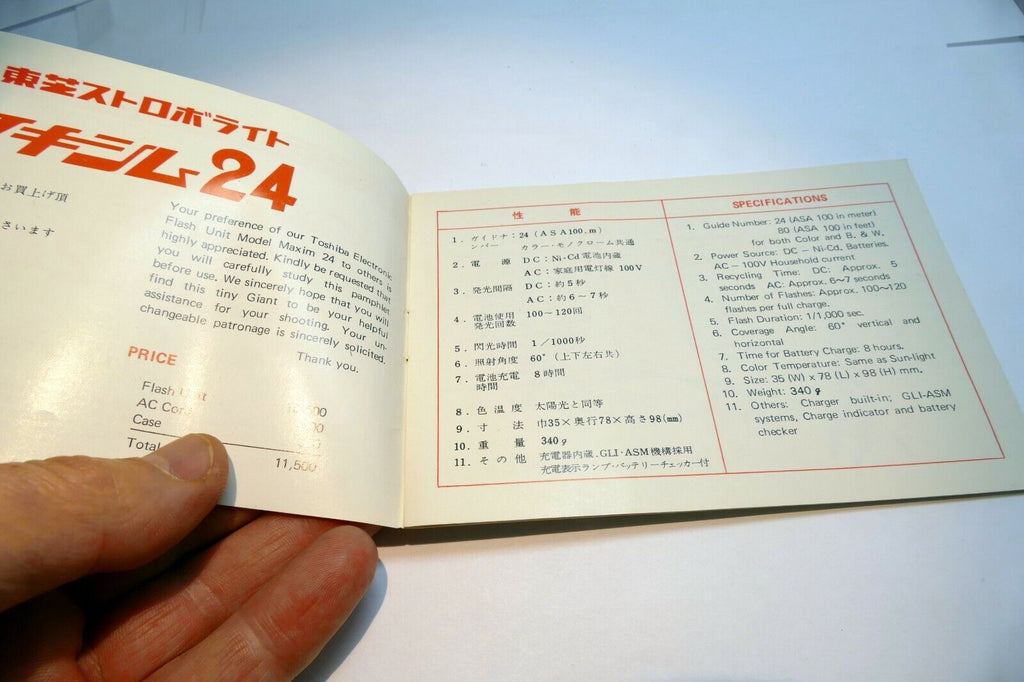 東芝ストロボライト
マキシム24
お買上げ頂
さいます
Your preference of our Toshiba Electronic
Flash Unit Model Maxim 24 to others is
highly appreciated. Kindly be requested that
you will carefully study this pamphlet
before use. We sincerely hope that you will
find this tiny Giant to be your helpful
assistance for your shooting. Your un-
changeable patronage is sincerely solicited.
Thank you.
PRICE
Flash
AC
Case
Total
11,500
性 能
1. ガイドナンバー : 24 (ASA100.m)
カラー・モノクローム共通
2. 電 源 DC : Ni-Cd電池内蔵
AC : 家庭用電灯線 100V
3. 発光間隔 DC : 約5秒
AC : 約6~7秒
4. 電池使用発光回数 100~120回
5. 閃光時間 1/1000秒
6. 照射角度 60° (上下左右共)
7. 電池充電時間 8時間
8. 色温度 太陽光と同等
9. 寸 法 巾35×奥行78×高さ98(mm)
10. 重 量 340g
11. その他 充電器内蔵.GLI・ASM機構採用
充電表示ランプ・バッテリーチェッカー付
SPECIFICATIONS
1. Guide Number: 24 (ASA 100 in meter)
80 (ASA 100 in feet)
for both Color and B. & W.
2. Power Source: DC – Ni-Cd, Batteries.
AC – 100V Household current
3. Recycling Time: DC: Approx. 5
seconds AC: Approx. 6~7 seconds
4. Number of Flashes: Approx. 100~120
flashes per full charge.
5. Flash Duration: 1/1,000 sec.
6. Coverage Angle: 60° vertical and
horizontal
7. Time for Battery Charge: 8 hours.
8. Color Temperature: Same as Sun-light
9. Size: 35 (W) x 78 (L) x 98 (H) mm.
10. Weight: 340 g
11. Others: Charger built-in; GLI-ASM
systems, Charge indicator and battery
checker